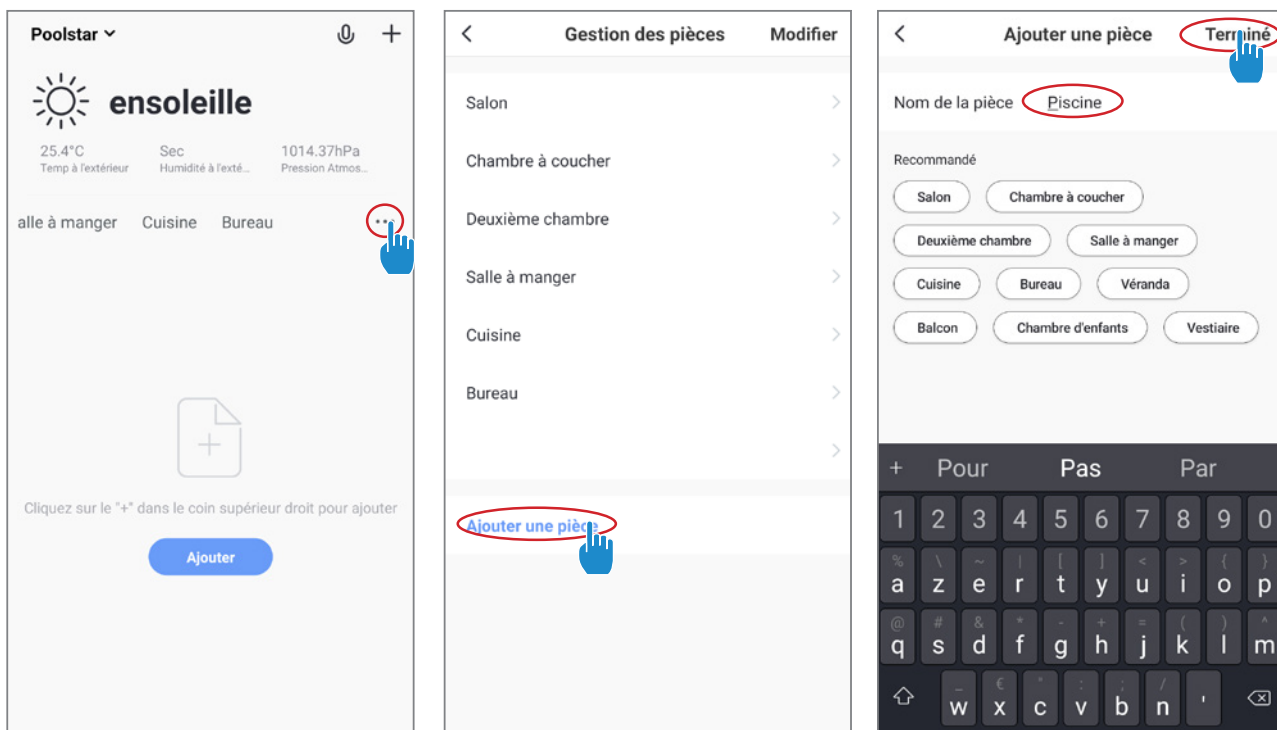 Poolstar
+
ensoleille
25.4°C Sec 1014.37hPa
Temp à l'extérieur Humidité à l'exté... Pression Atmos...
alle à manger Cuisine Bureau ...
Cliquez sur le "+" dans le coin supérieur droit pour ajouter
Ajouter
< Gestion des pièces Modifier
Salon >
Chambre à coucher >
Deuxième chambre >
Salle à manger >
Cuisine >
Bureau >
>
Ajouter une pièce
< Ajouter une pièce Terminé
Nom de la pièce Piscine
Recommandé
Salon Chambre à coucher
Deuxième chambre Salle à manger
Cuisine Bureau Véranda
Balcon Chambre d'enfants Vestiaire
+ Pour Pas Par
1 2 3 4 5 6 7 8 9 0
% \ ~ | [ ] < > { }
a z e r t y u i o p
@ # & * - + = ( ) ^
q s d f g h j k l m
_ € " : ; /
w x c v b n '